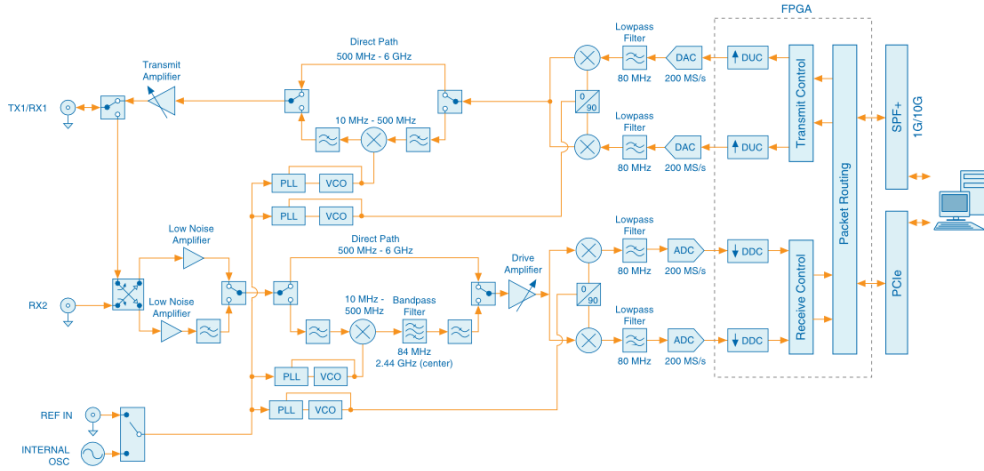 FPGA
Direct Path
500 MHz - 6 GHz
Lowpass
Filter
80 MHz
DAC
200 MS/s
DUC
Transmit
Amplifier
TX1/RX1
10 MHz - 500 MHz
0
90
Transmit Control
SPF+
1G/10G
Lowpass
Filter
80 MHz
DAC
200 MS/s
DUC
PLL
VCO
PLL
VCO
Packet Routing
Low Noise
Amplifier
Direct Path
500 MHz - 6 GHz
Drive
Amplifier
Lowpass
Filter
80 MHz
ADC
200 MS/s
DDC
RX2
Low Noise
Amplifier
10 MHz -
500 MHz
Bandpass
Filter
84 MHz
2.44 GHz (center)
0
90
Receive Control
PCIe
Lowpass
Filter
80 MHz
ADC
200 MS/s
DDC
PLL
VCO
PLL
VCO
REF IN
INTERNAL
OSC